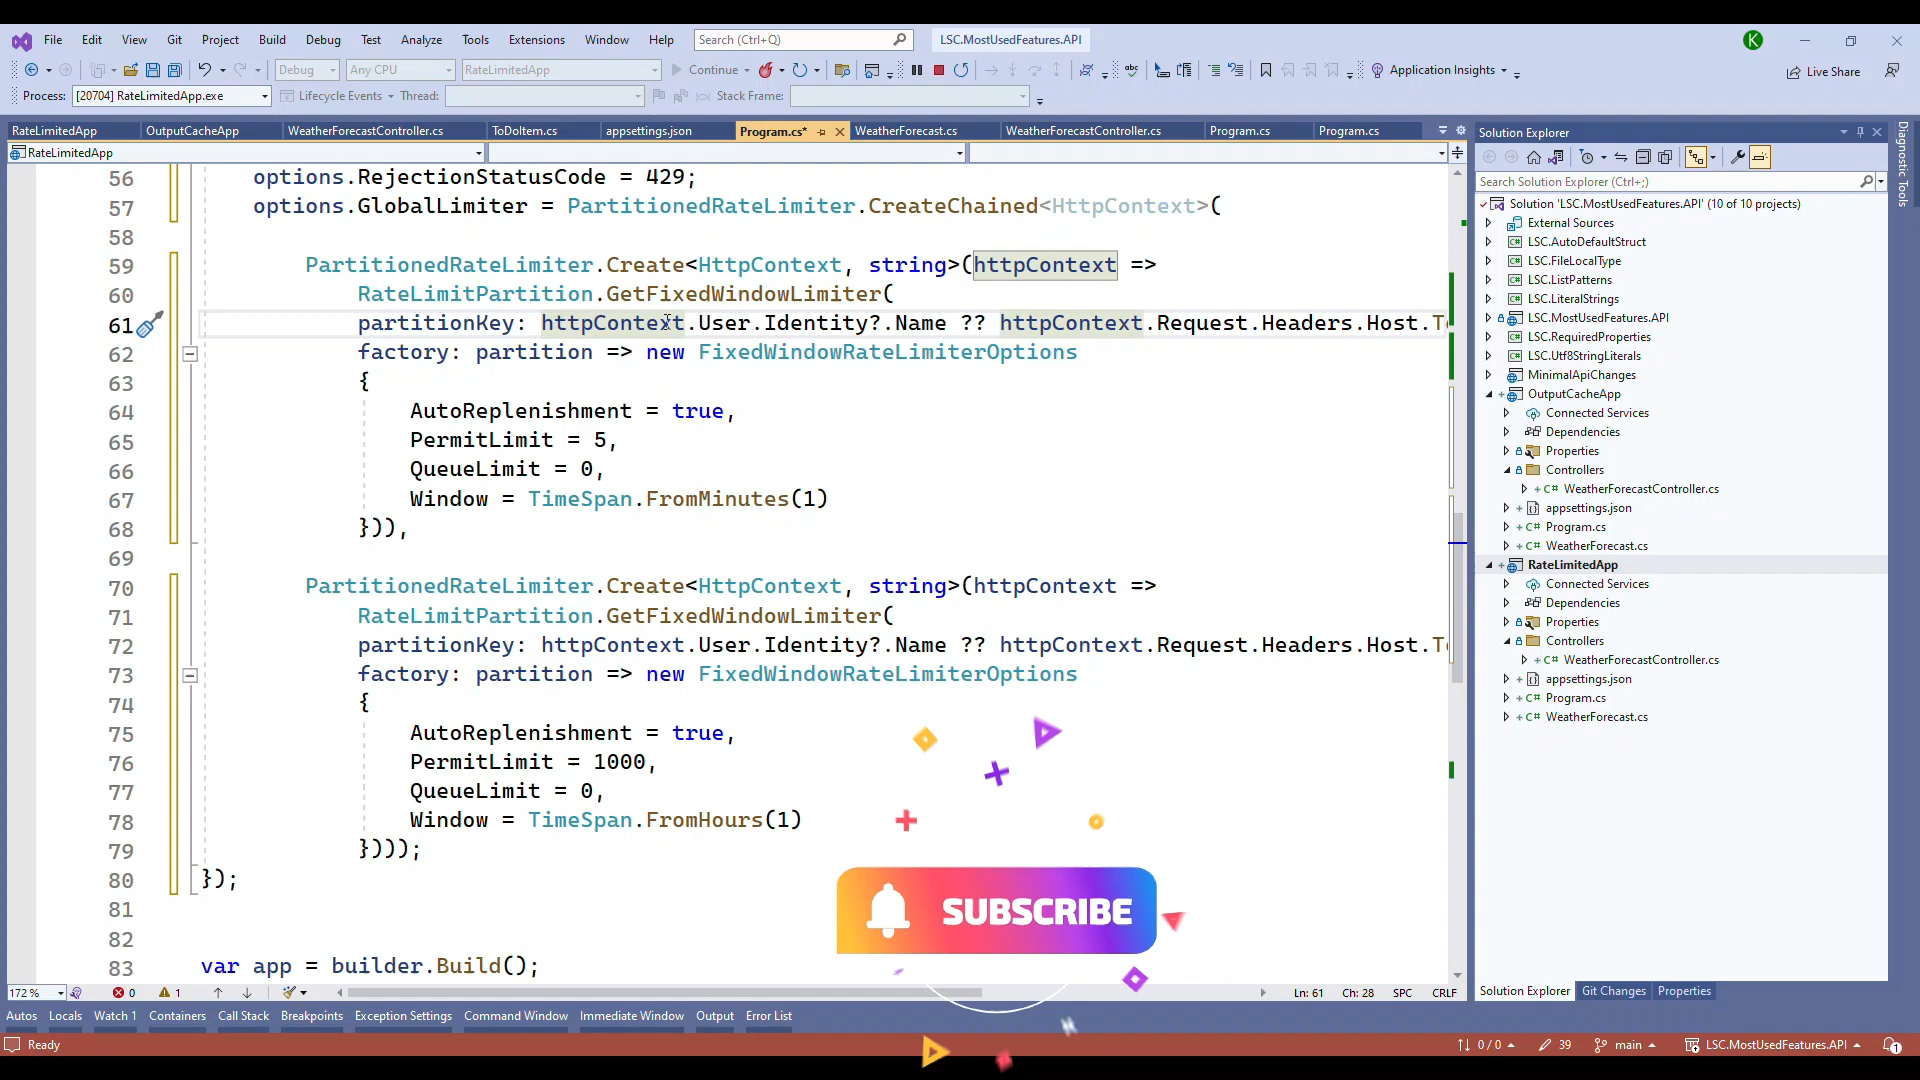 File Edit View Git Project Build Debug Test Analyze Tools Extensions Window Help Search (Ctrl+Q) LSC.MostUsedFeatures.API K
Debug Any CPU RateLimitedApp Continue Application Insights Live Share
Process: [20704] RateLimitedApp.exe Lifecycle Events Thread: Stack Frame:
RateLimitedApp OutputCacheApp WeatherForecastController.cs ToDoItem.cs appsettings.json Program.cs* WeatherForecast.cs WeatherForecastController.cs Program.cs Program.cs
RateLimitedApp
56 options.RejectionStatusCode = 429;
57 options.GlobalLimiter = PartitionedRateLimiter.CreateChained<HttpContext>(
58
59 PartitionedRateLimiter.Create<HttpContext, string>(httpContext =>
60 RateLimitPartition.GetFixedWindowLimiter(
61 partitionKey: httpContext.User.Identity?.Name ?? httpContext.Request.Headers.Host.T
62 factory: partition => new FixedWindowRateLimiterOptions
63 {
64 AutoReplenishment = true,
65 PermitLimit = 5,
66 QueueLimit = 0,
67 Window = TimeSpan.FromMinutes(1)
68 })),
69
70 PartitionedRateLimiter.Create<HttpContext, string>(httpContext =>
71 RateLimitPartition.GetFixedWindowLimiter(
72 partitionKey: httpContext.User.Identity?.Name ?? httpContext.Request.Headers.Host.T
73 factory: partition => new FixedWindowRateLimiterOptions
74 {
75 AutoReplenishment = true,
76 PermitLimit = 1000,
77 QueueLimit = 0,
78 Window = TimeSpan.FromHours(1)
79 })));
80 });
81
82
83 var app = builder.Build();
SUBSCRIBE
172 % 0 1 Ln: 61 Ch: 28 SPC CRLF
Solution Explorer
Search Solution Explorer (Ctrl+;)
Solution 'LSC.MostUsedFeatures.API' (10 of 10 projects)
External Sources
LSC.AutoDefaultStruct
LSC.FileLocalType
LSC.ListPatterns
LSC.LiteralStrings
LSC.MostUsedFeatures.API
LSC.RequiredProperties
LSC.Utf8StringLiterals
MinimalApiChanges
OutputCacheApp
Connected Services
Dependencies
Properties
Controllers
C# WeatherForecastController.cs
appsettings.json
C# Program.cs
C# WeatherForecast.cs
RateLimitedApp
Connected Services
Dependencies
Properties
Controllers
C# WeatherForecastController.cs
appsettings.json
C# Program.cs
C# WeatherForecast.cs
Solution Explorer Git Changes Properties
Diagnostic Tools
Autos Locals Watch 1 Containers Call Stack Breakpoints Exception Settings Command Window Immediate Window Output Error List
Ready 0 / 0 39 main LSC.MostUsedFeatures.API 1